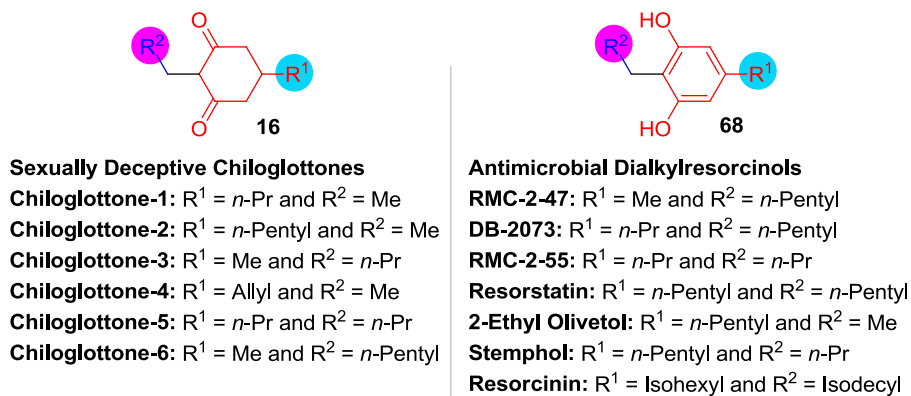 R²
O
R¹
O
16
Sexually Deceptive Chiloglottones
Chiloglottone-1: R¹ = n-Pr and R² = Me
Chiloglottone-2: R¹ = n-Pentyl and R² = Me
Chiloglottone-3: R¹ = Me and R² = n-Pr
Chiloglottone-4: R¹ = Allyl and R² = Me
Chiloglottone-5: R¹ = n-Pr and R² = n-Pr
Chiloglottone-6: R¹ = Me and R² = n-Pentyl
HO
R²
R¹
HO
68
Antimicrobial Dialkylresorcinols
RMC-2-47: R¹ = Me and R² = n-Pentyl
DB-2073: R¹ = n-Pr and R² = n-Pentyl
RMC-2-55: R¹ = n-Pr and R² = n-Pr
Resorstatin: R¹ = n-Pentyl and R² = n-Pentyl
2-Ethyl Olivetol: R¹ = n-Pentyl and R² = Me
Stemphol: R¹ = n-Pentyl and R² = n-Pr
Resorcinin: R¹ = Isohexyl and R² = Isodecyl